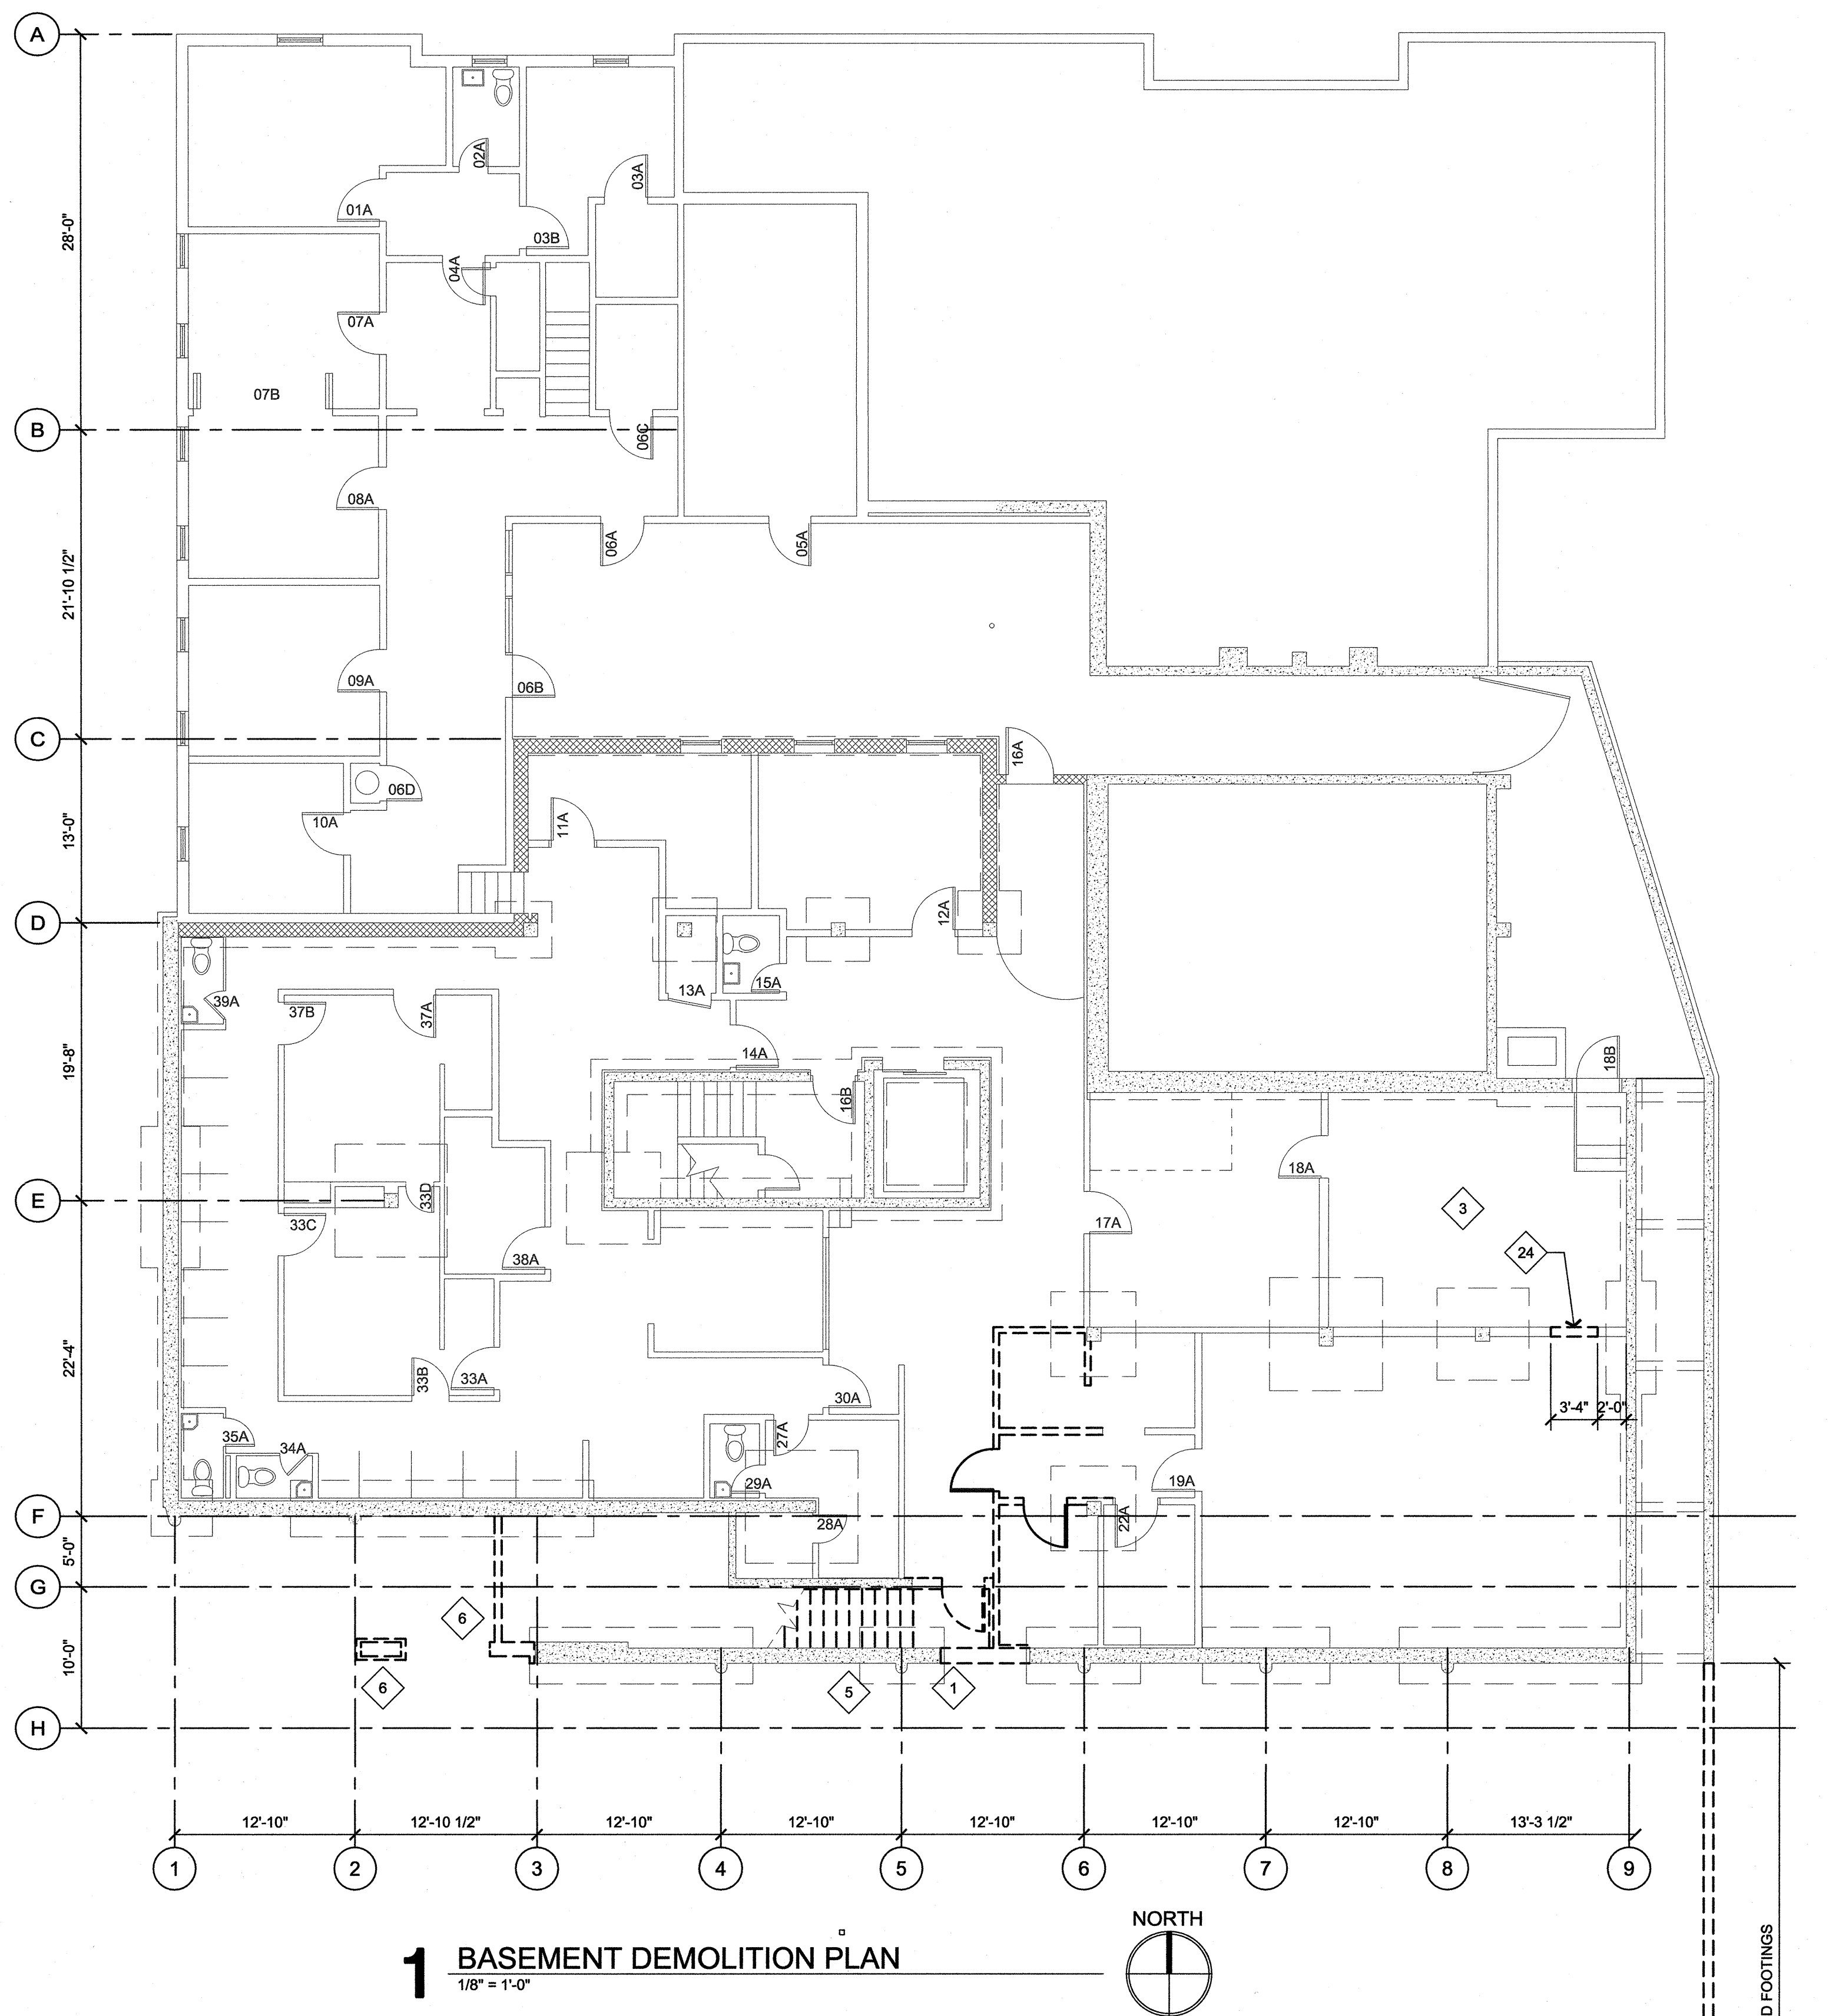 A
02A
03A
01A
28'-0"
03B
04A
07A
07B
B
06C
08A
06A
05A
21'-10 1/2"
09A
06B
C
16A
06D
10A
11A
13'-0"
12A
D
15A
13A
39A
37B
37A
14A
18B
19'-8"
16B
18A
33D
E
3
33C
17A
24
38A
22'-4"
33B
33A
30A
3'-4"
2'-0"
35A
27A
34A
29A
19A
F
28A
22A
5'-0"
G
6
10'-0"
6
5
1
H
12'-10"
12'-10 1/2"
12'-10"
12'-10"
12'-10"
12'-10"
12'-10"
13'-3 1/2"
1
2
3
4
5
6
7
8
9
NORTH
1 BASEMENT DEMOLITION PLAN
1/8" = 1'-0"
D FOOTINGS